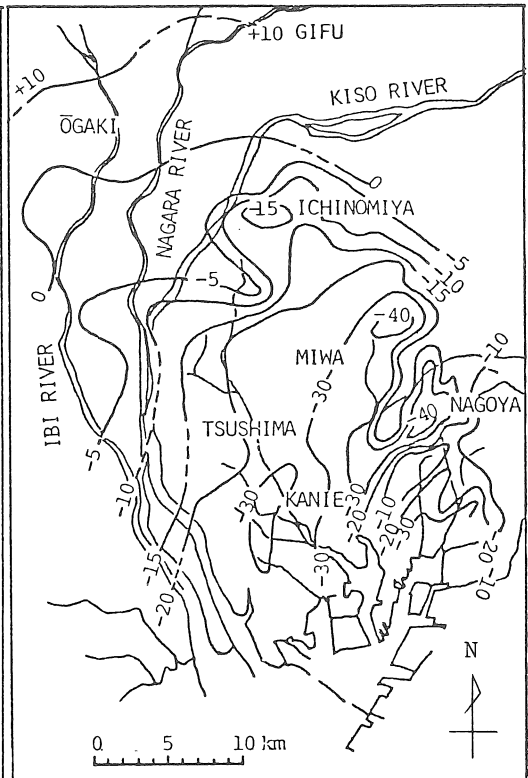 +10 GIFU
+10
KISO RIVER
ŌGAKI
NAGARA RIVER
0
-15 ICHINOMIYA
-5
-10
-15
-5
0
-40
-10
MIWA
-30
IBI RIVER
NAGOYA
-40
TSUSHIMA
-5
-10
-30
KANIE
-30
-20
-10
-20
-30
-30
-20
-10
-15
-20
N
0 5 10 km